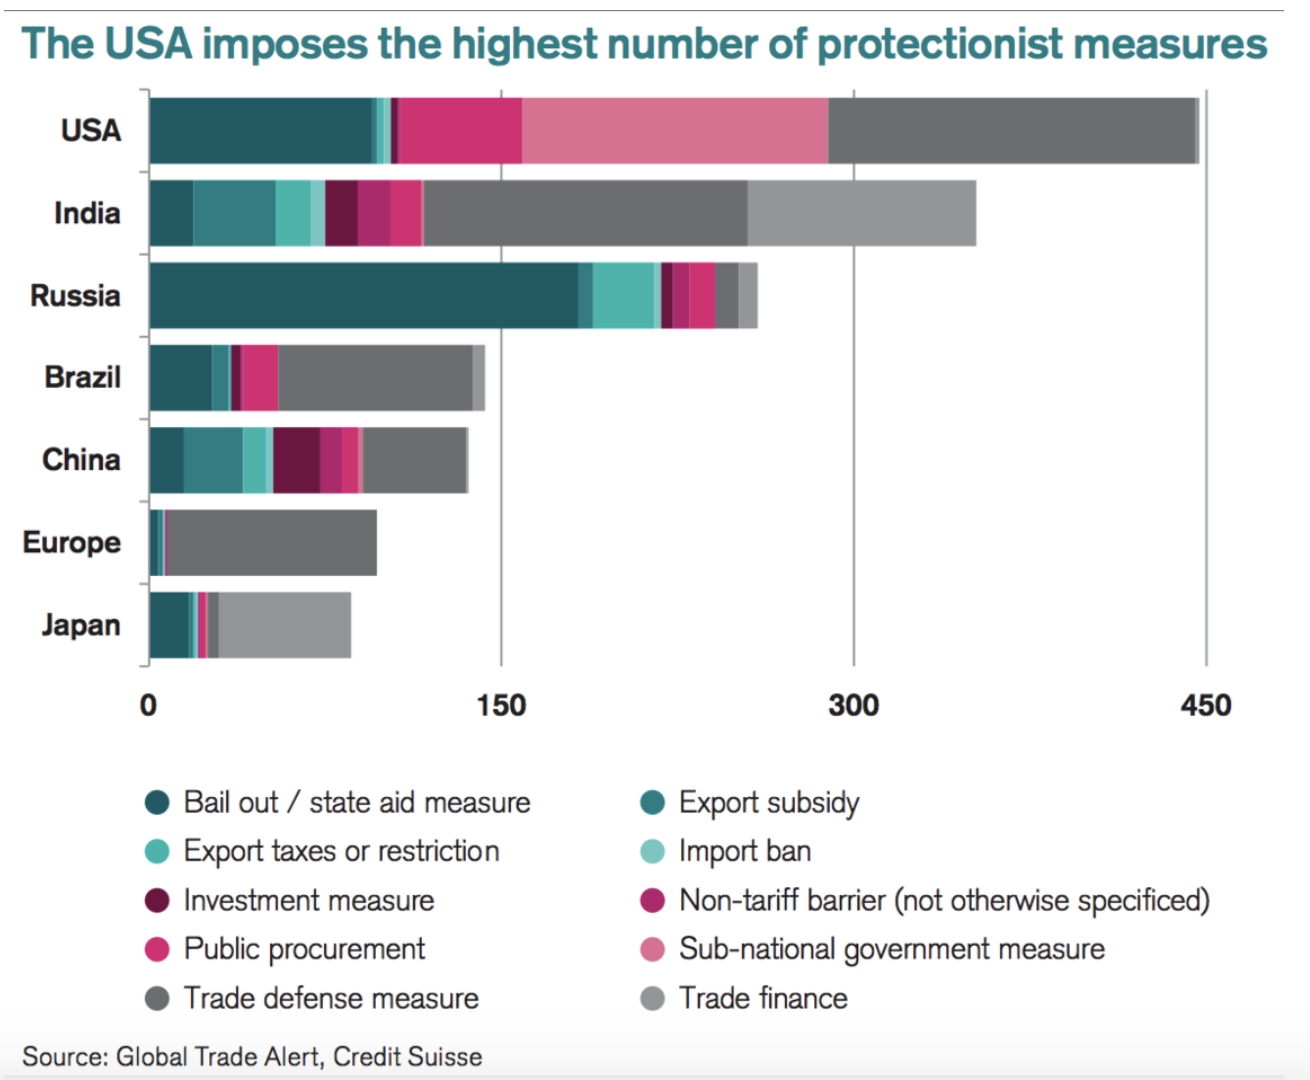 The USA imposes the highest number of protectionist measures
USA
India
Russia
Brazil
China
Europe
Japan
0 150 300 450
Bail out / state aid measure
Export subsidy
Export taxes or restriction
Import ban
Investment measure
Non-tariff barrier (not otherwise specificed)
Public procurement
Sub-national government measure
Trade defense measure
Trade finance
Source: Global Trade Alert, Credit Suisse